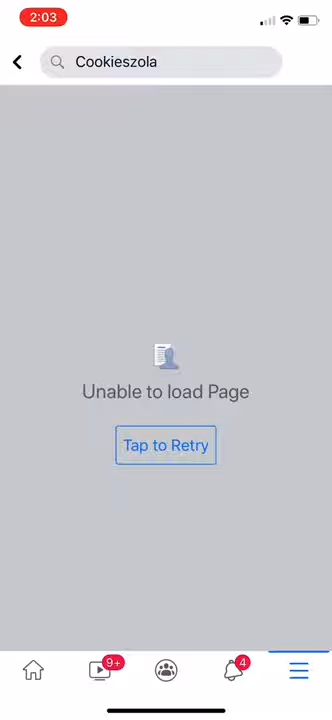 2:03
Cookieszola
Unable to load Page
Tap to Retry
9+
4